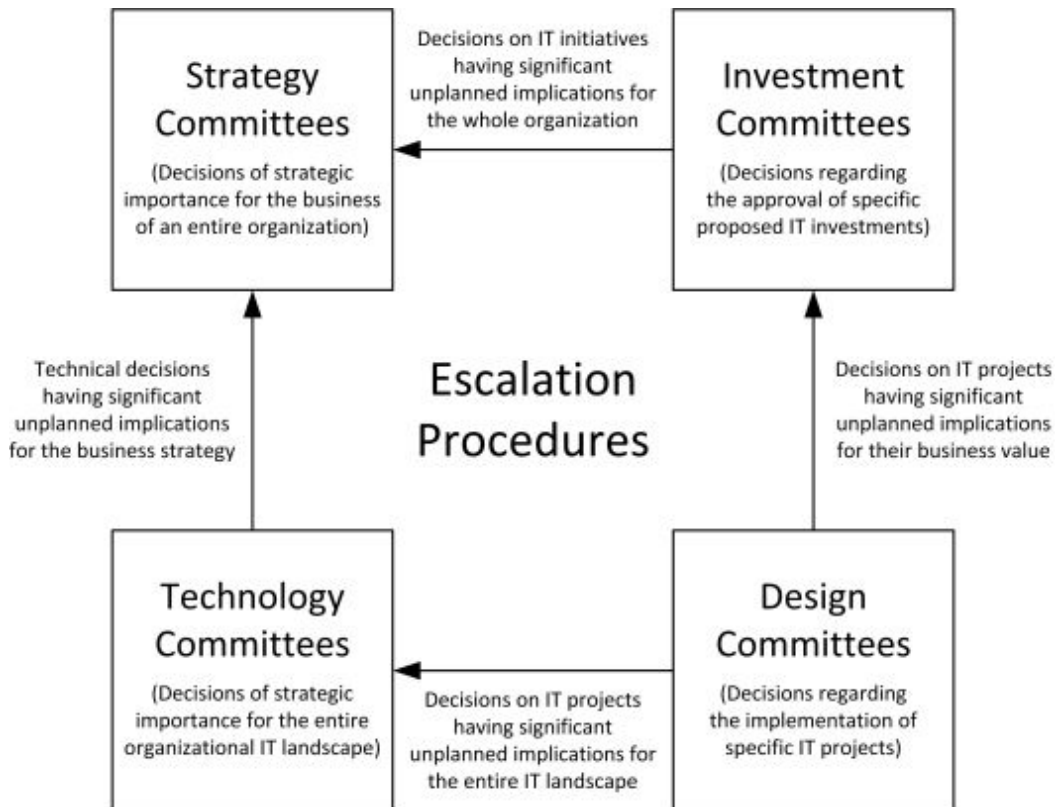 Strategy
Committees
(Decisions of strategic
importance for the business
of an entire organization)
Decisions on IT initiatives
having significant
unplanned implications for
the whole organization
Investment
Committees
(Decisions regarding
the approval of specific
proposed IT investments)
Technical decisions
having significant
unplanned implications
for the business strategy
Escalation
Procedures
Decisions on IT projects
having significant
unplanned implications
for their business value
Technology
Committees
(Decisions of strategic
importance for the entire
organizational IT landscape)
Decisions on IT projects
having significant
unplanned implications for
the entire IT landscape
Design
Committees
(Decisions regarding
the implementation of
specific IT projects)